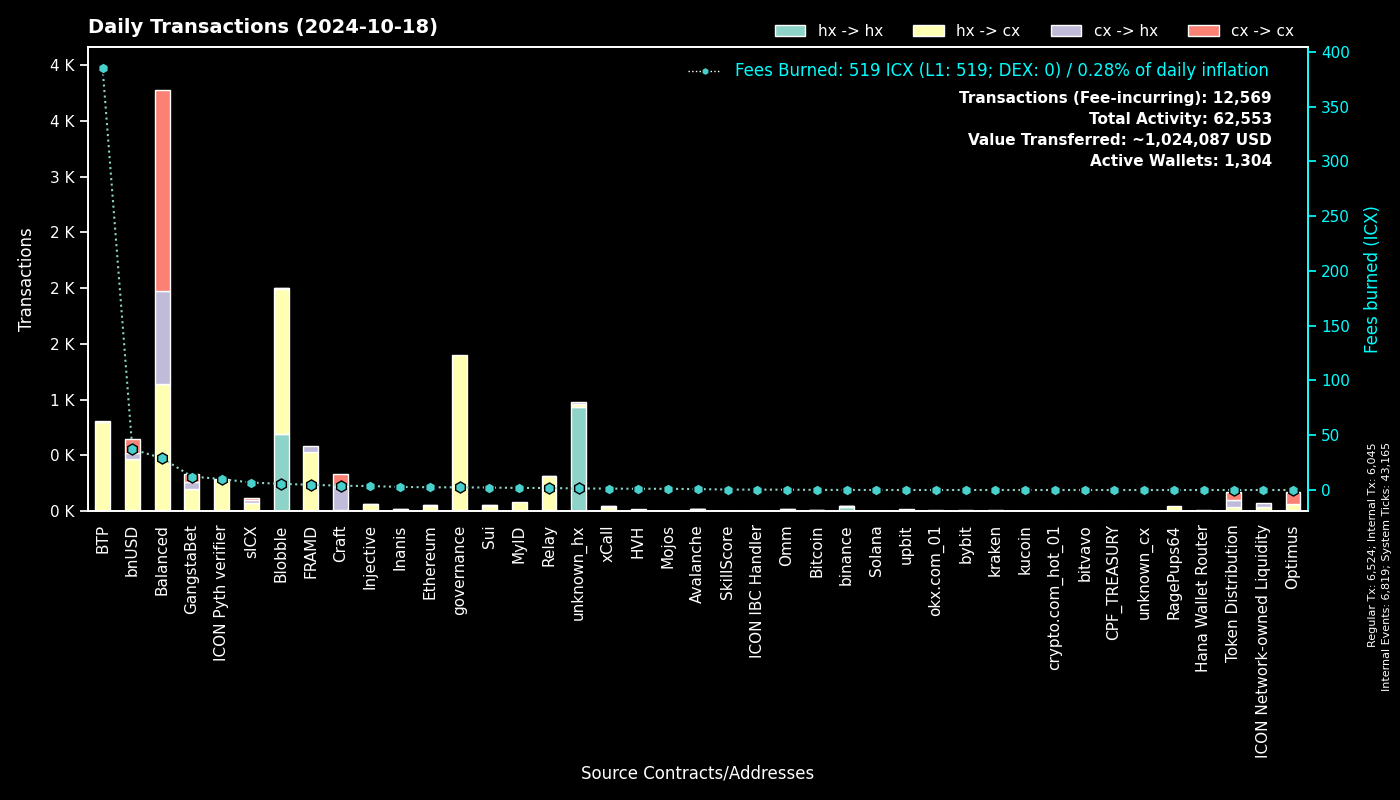 Daily Transactions (2024-10-18)
hx -> hx
hx -> cx
cx -> hx
cx -> cx
Fees Burned: 519 ICX (L1: 519; DEX: 0) / 0.28% of daily inflation
Transactions (Fee-incurring): 12,569
Total Activity: 62,553
Value Transferred: ~1,024,087 USD
Active Wallets: 1,304
Transactions
4 K
4 K
3 K
2 K
2 K
2 K
1 K
0 K
0 K
400
350
300
250
200
150
100
50
0
Fees burned (ICX)
BTP
bnUSD
Balanced
GangstaBet
ICON Pyth verifier
sICX
Blobble
FRAMD
Craft
Injective
Inanis
Ethereum
governance
Sui
MyID
Relay
unknown_hx
xCall
HVH
Mojos
Avalanche
SkillScore
ICON IBC Handler
Omm
Bitcoin
binance
Solana
upbit
okx.com_01
bybit
kraken
kucoin
crypto.com_hot_01
bitvavo
CPF_TREASURY
unknown_cx
RagePups64
Hana Wallet Router
Token Distribution
ICON Network-owned Liquidity
Optimus
Source Contracts/Addresses
Regular Tx: 6,524; Internal Tx: 6,045
Internal Events: 6,819; System Ticks: 43,165